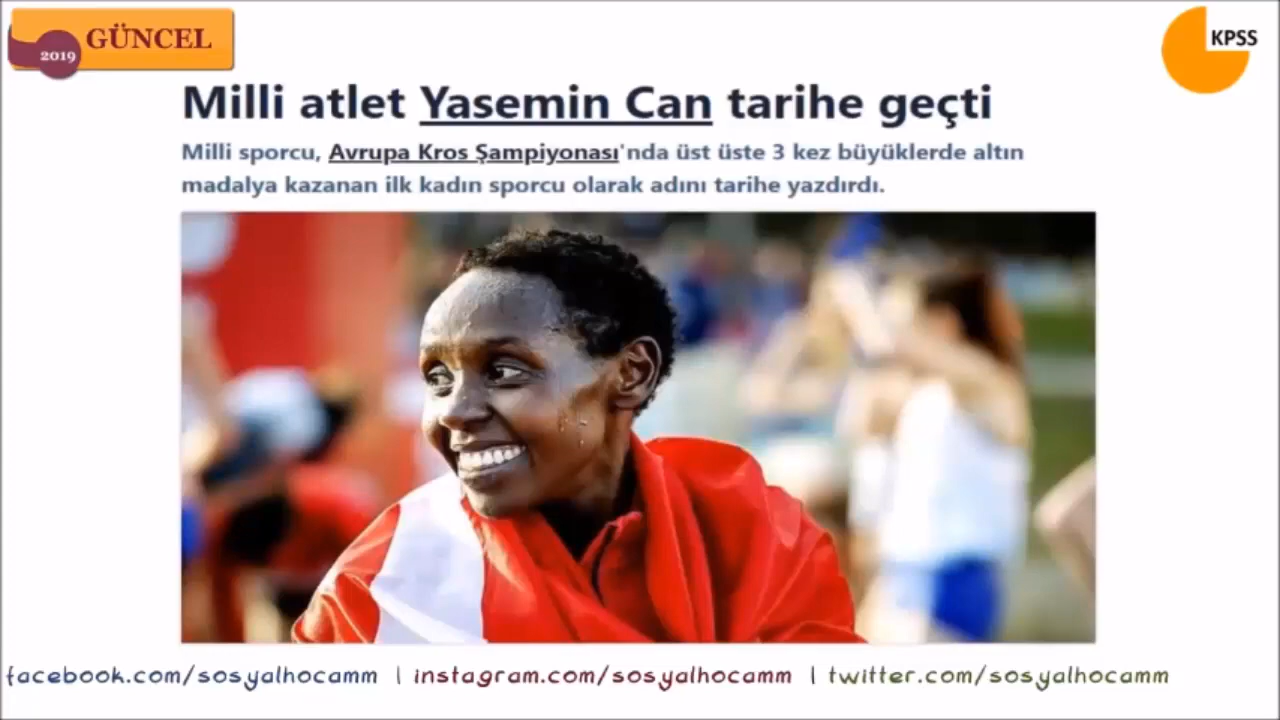 2019 GÜNCEL
KPSS
Milli atlet Yasemin Can tarihe geçti
Milli sporcu, Avrupa Kros Şampiyonası'nda üst üste 3 kez büyüklerde altın
madalya kazanan ilk kadın sporcu olarak adını tarihe yazdırdı.
facebook.com/sosyalhocamm | instagram.com/sosyalhocamm | twitter.com/sosyalhocamm